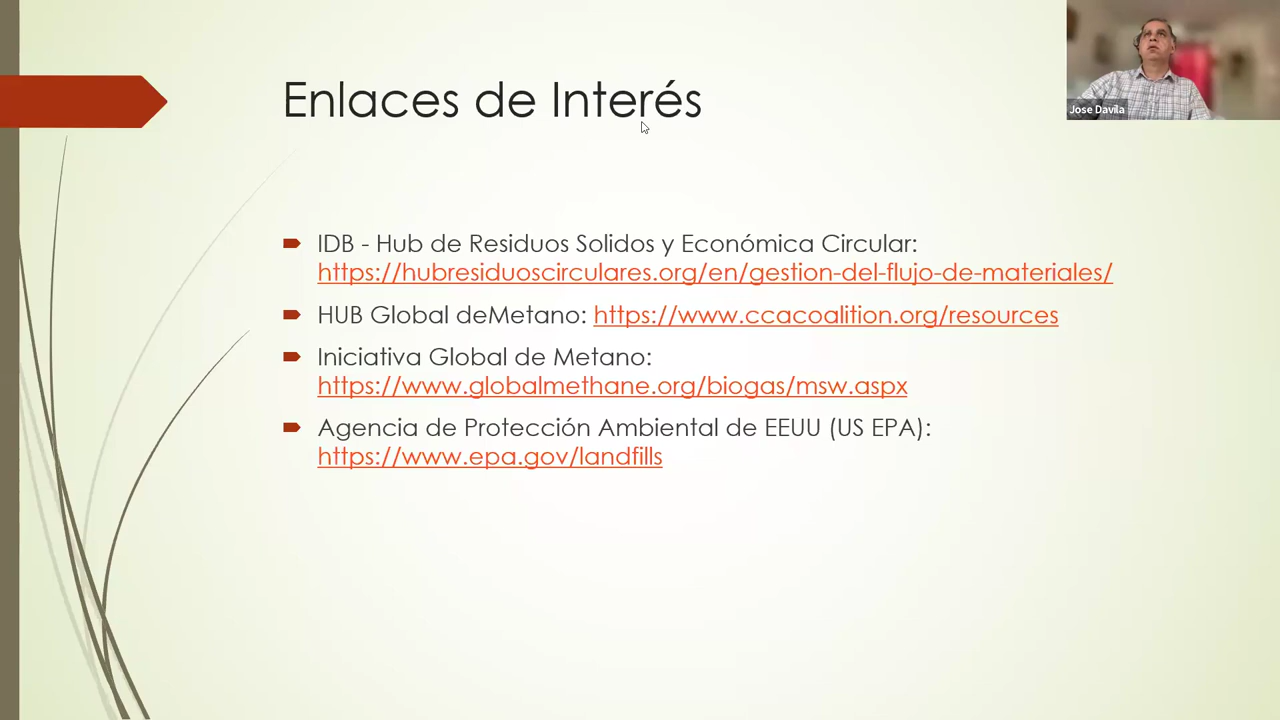 Enlaces de Interés
Jose Davila
IDB - Hub de Residuos Solidos y Económica Circular:
https://hubresiduoscirculares.org/en/gestion-del-flujo-de-materiales/
HUB Global deMetano: https://www.ccacoalition.org/resources
Iniciativa Global de Metano:
https://www.globalmethane.org/biogas/msw.aspx
Agencia de Protección Ambiental de EEUU (US EPA):
https://www.epa.gov/landfills